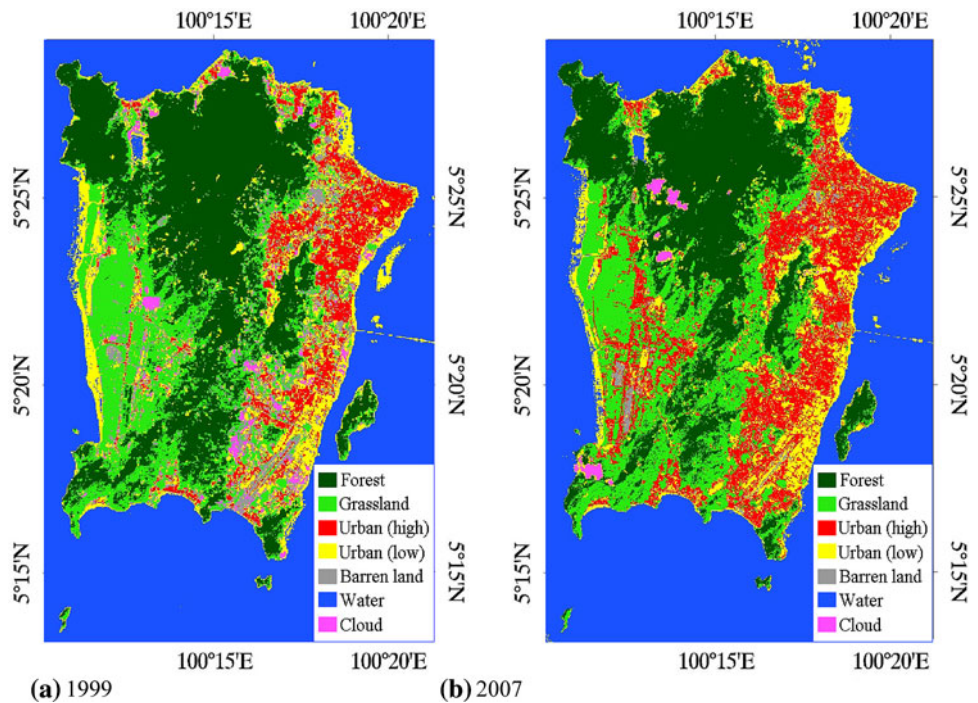 100°15'E 100°20'E 100°15'E 100°20'E
5°25'N 5°25'N 5°25'N 5°25'N
5°20'N 5°20'N 5°20'N 5°20'N
5°15'N 5°15'N 5°15'N 5°15'N
Forest
Grassland
Urban (high)
Urban (low)
Barren land
Water
Cloud
Forest
Grassland
Urban (high)
Urban (low)
Barren land
Water
Cloud
100°15'E 100°20'E 100°15'E 100°20'E
(a) 1999 (b) 2007